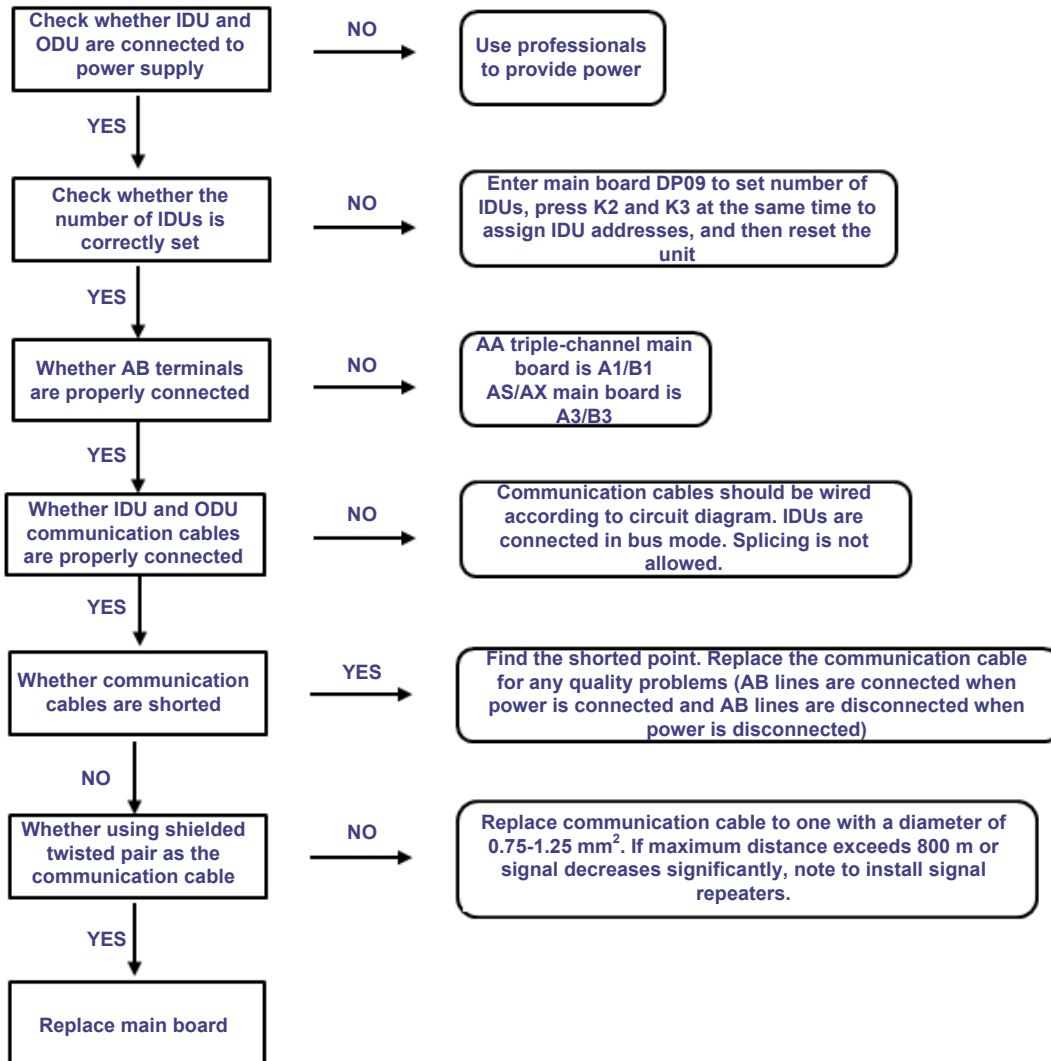 Check whether IDU and
ODU are connected to
power supply
NO
Use professionals
to provide power
YES
Check whether the
number of IDUs is
correctly set
NO
Enter main board DP09 to set number of
IDUs, press K2 and K3 at the same time to
assign IDU addresses, and then reset the
unit
YES
Whether AB terminals
are properly connected
NO
AA triple-channel main
board is A1/B1
AS/AX main board is
A3/B3
YES
Whether IDU and ODU
communication cables
are properly connected
NO
Communication cables should be wired
according to circuit diagram. IDUs are
connected in bus mode. Splicing is not
allowed.
YES
Whether communication
cables are shorted
YES
Find the shorted point. Replace the communication cable
for any quality problems (AB lines are connected when
power is connected and AB lines are disconnected when
power is disconnected)
NO
Whether using shielded
twisted pair as the
communication cable
NO
Replace communication cable to one with a diameter of
0.75-1.25 mm². If maximum distance exceeds 800 m or
signal decreases significantly, note to install signal
repeaters.
YES
Replace main board